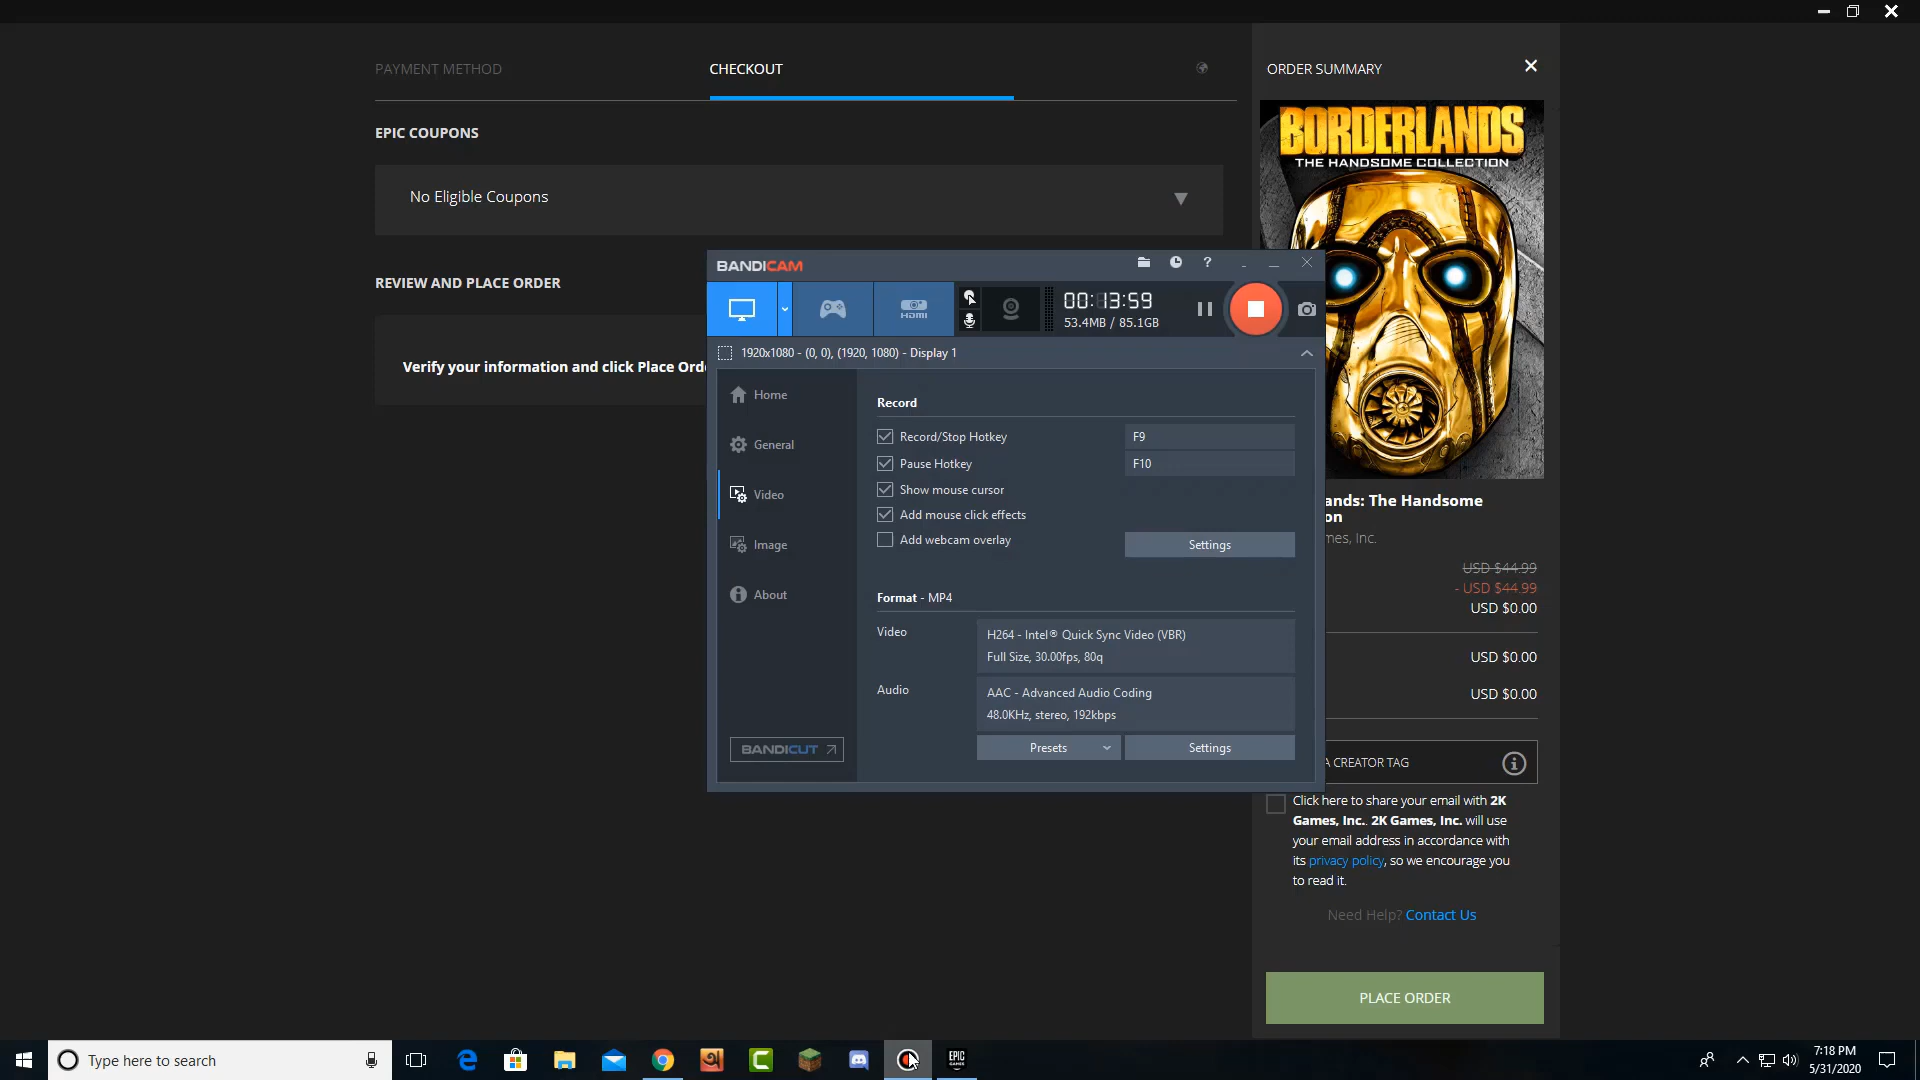 PAYMENT METHOD
CHECKOUT
EPIC COUPONS
No Eligible Coupons
REVIEW AND PLACE ORDER
Verify your information and click Place Ord
ORDER SUMMARY
BORDERLANDS
THE HANDSOME COLLECTION
ands: The Handsome
on
mes, Inc.
USD $44.99
- USD $44.99
USD $0.00
USD $0.00
USD $0.00
A CREATOR TAG
Click here to share your email with 2K
Games, Inc.. 2K Games, Inc. will use
your email address in accordance with
its privacy policy, so we encourage you
to read it.
Need Help? Contact Us
PLACE ORDER
BANDICAM
HDMI
00:13:59
53.4MB / 85.1GB
1920x1080 - (0, 0), (1920, 1080) - Display 1
Home
General
Video
Image
About
BANDICUT
Record
Record/Stop Hotkey
F9
Pause Hotkey
F10
Show mouse cursor
Add mouse click effects
Add webcam overlay
Settings
Format - MP4
Video
H264 - Intel® Quick Sync Video (VBR)
Full Size, 30.00fps, 80q
Audio
AAC - Advanced Audio Coding
48.0KHz, stereo, 192kbps
Presets
Settings
Type here to search
অ
EPIC
GAMES
7:18 PM
5/31/2020